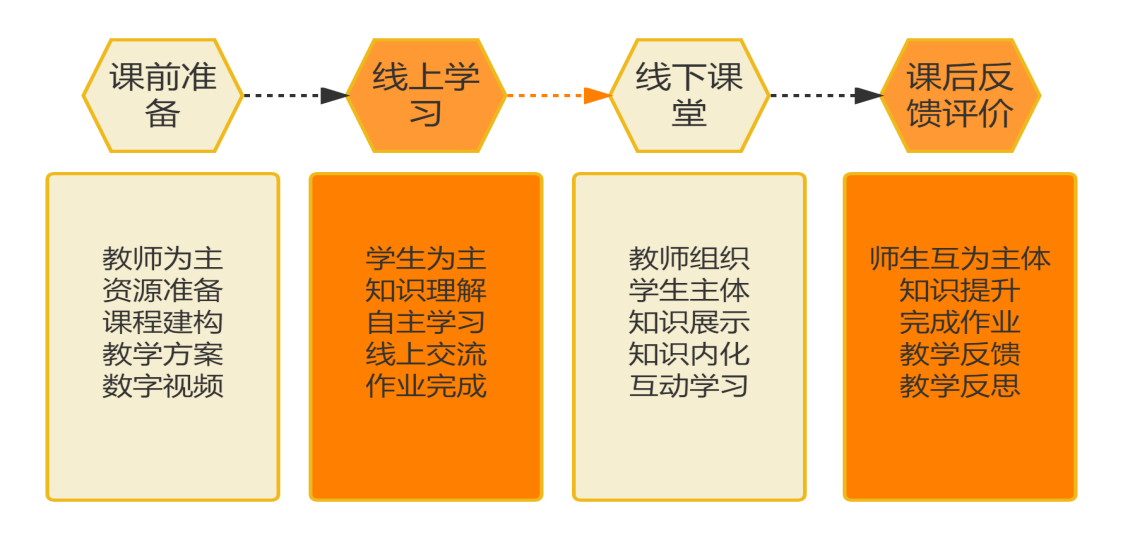 课前准
备
线上学
习
线下课
堂
课后反
馈评价
教师为主
资源准备
课程建构
教学方案
数字视频
学生为主
知识理解
自主学习
线上交流
作业完成
教师组织
学生主体
知识展示
知识内化
互动学习
师生互为主体
知识提升
完成作业
教学反馈
教学反思